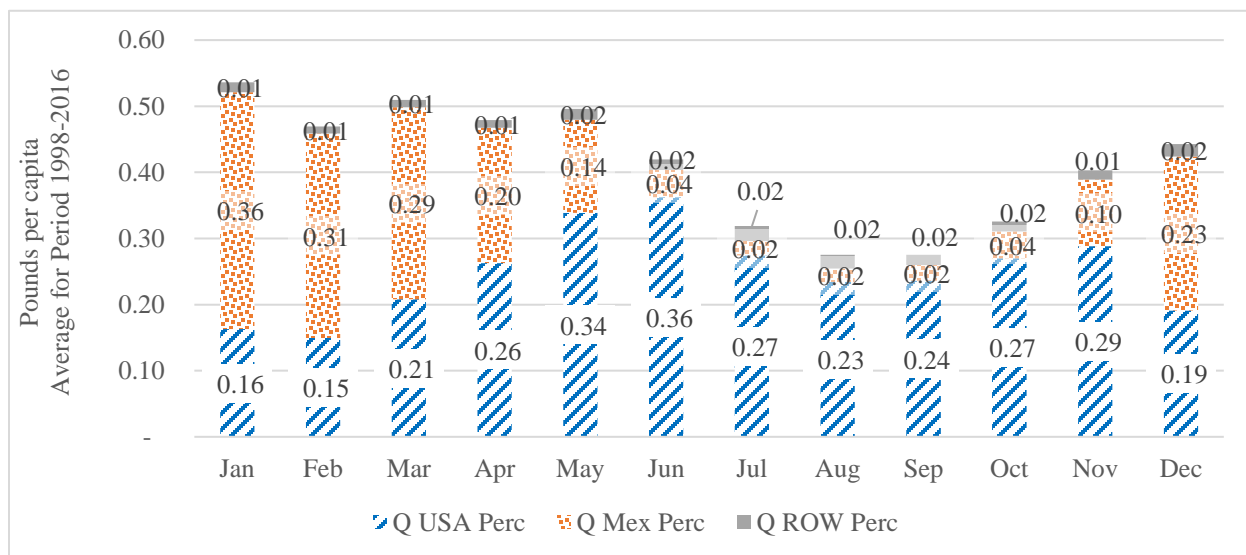 Pounds per capita
Average for Period 1998-2016
0.60
0.50
0.40
0.30
0.20
0.10
-
0.01 0.01 0.01 0.01 0.02 0.02 0.02 0.02 0.02 0.02 0.01 0.02
0.36 0.31 0.29 0.20 0.14 0.04 0.02 0.02 0.02 0.04 0.10 0.23
0.16 0.15 0.21 0.26 0.34 0.36 0.27 0.23 0.24 0.27 0.29 0.19
Jan Feb Mar Apr May Jun Jul Aug Sep Oct Nov Dec
Q USA Perc Q Mex Perc Q ROW Perc